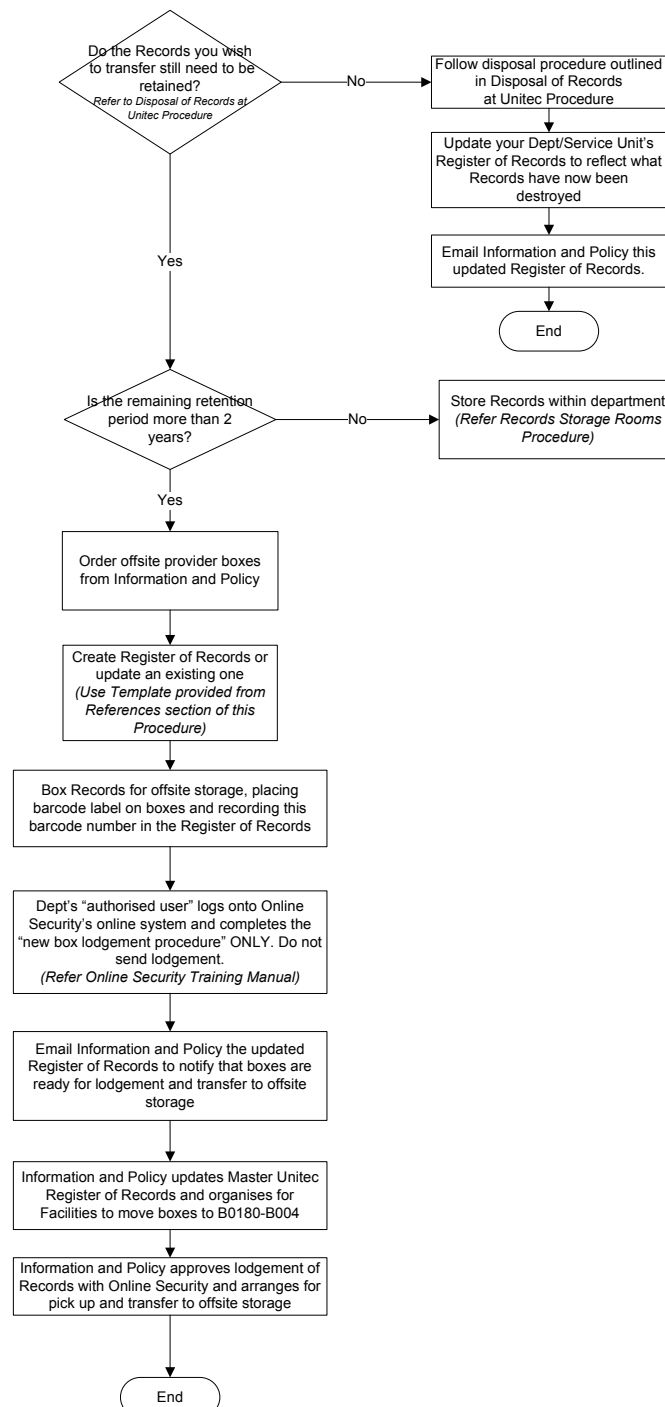 Do the Records you wish
to transfer still need to be
retained?
Refer to Disposal of Records at
Unitec Procedure
No
Follow disposal procedure outlined
in Disposal of Records
at Unitec Procedure
Update your Dept/Service Unit's
Register of Records to reflect what
Records have now been
destroyed
Email Information and Policy this
updated Register of Records.
End
Yes
Is the remaining retention
period more than 2
years?
No
Store Records within department
(Refer Records Storage Rooms
Procedure)
Yes
Order offsite provider boxes
from Information and Policy
Create Register of Records or
update an existing one
(Use Template provided from
References section of this
Procedure)
Box Records for offsite storage, placing
barcode label on boxes and recording this
barcode number in the Register of Records
Dept's “authorised user” logs onto Online
Security's online system and completes the
“new box lodgement procedure” ONLY. Do not
send lodgement.
(Refer Online Security Training Manual)
Email Information and Policy the updated
Register of Records to notify that boxes are
ready for lodgement and transfer to offsite
storage
Information and Policy updates Master Unitec
Register of Records and organises for
Facilities to move boxes to B0180-B004
Information and Policy approves lodgement of
Records with Online Security and arranges for
pick up and transfer to offsite storage
End